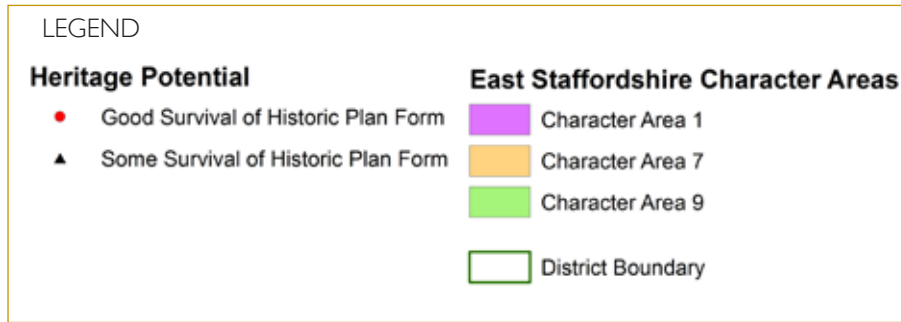 LEGEND
Heritage Potential
Good Survival of Historic Plan Form
Some Survival of Historic Plan Form
East Staffordshire Character Areas
Character Area 1
Character Area 7
Character Area 9
District Boundary